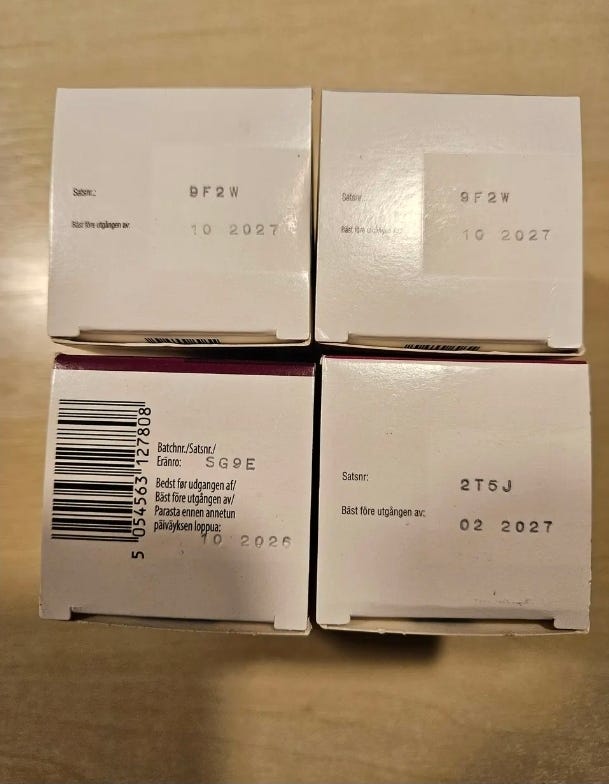 Satsnr.:
9F2W
Bäst före utgången av:
10 2027
Satsnr.:
9F2W
Bäst före utgången av:
10 2027
5 054563 127808
Batchnr./Satsnr./
Eränro: SG9E
Bedst før udgangen af/
Bäst före utgången av/
Parasta ennen annetun
päiväyksen loppua:
10 2026
Satsnr:
2T5J
Bäst före utgången av:
02 2027